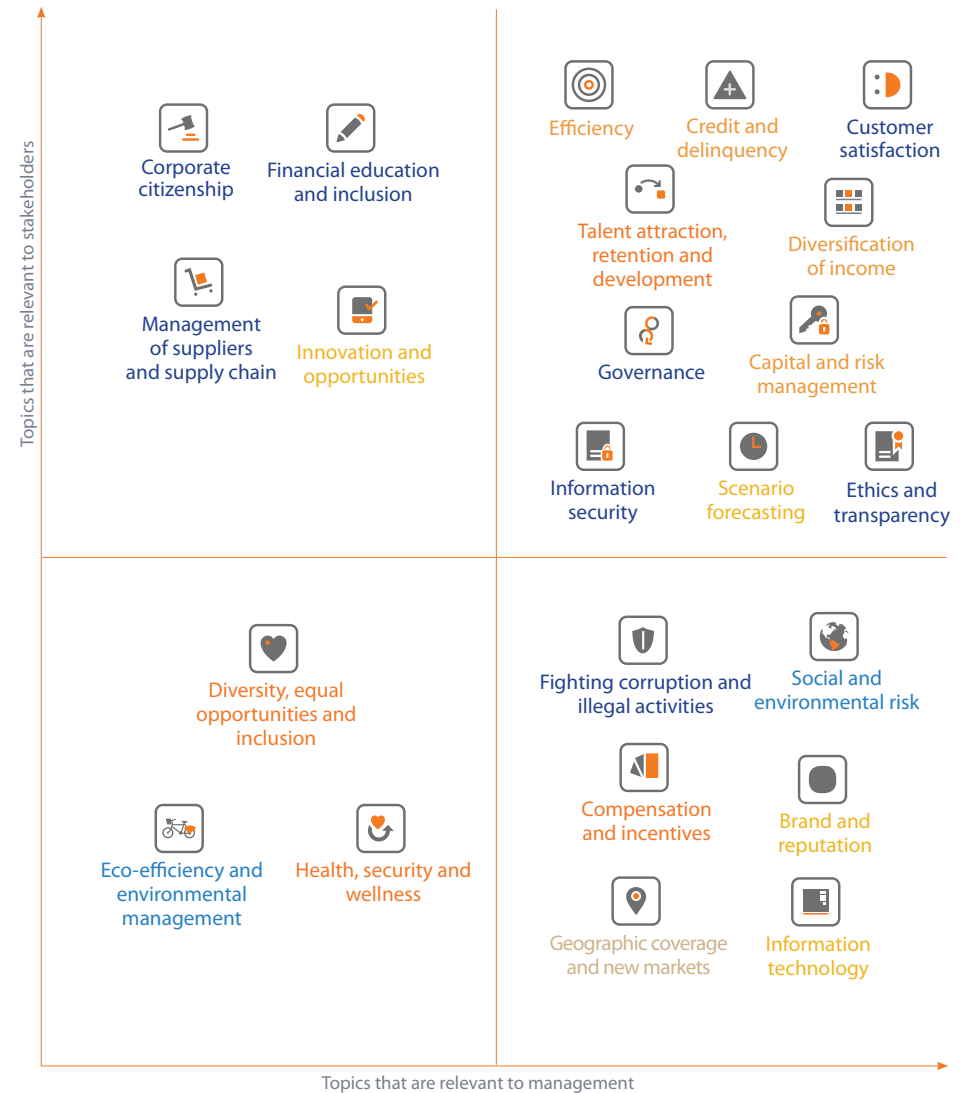 Topics that are relevant to stakeholders
Corporate
citizenship
Financial education
and inclusion
Management
of suppliers
and supply chain
Innovation and
opportunities
Efficiency
Credit and
delinquency
Customer
satisfaction
Talent attraction,
retention and
development
Diversification
of income
Governance
Capital and risk
management
Information
security
Scenario
forecasting
Ethics and
transparency
Diversity, equal
opportunities and
inclusion
Eco-efficiency and
environmental
management
Health, security and
wellness
Fighting corruption and
illegal activities
Social and
environmental risk
Compensation
and incentives
Brand and
reputation
Geographic coverage
and new markets
Information
technology
Topics that are relevant to management